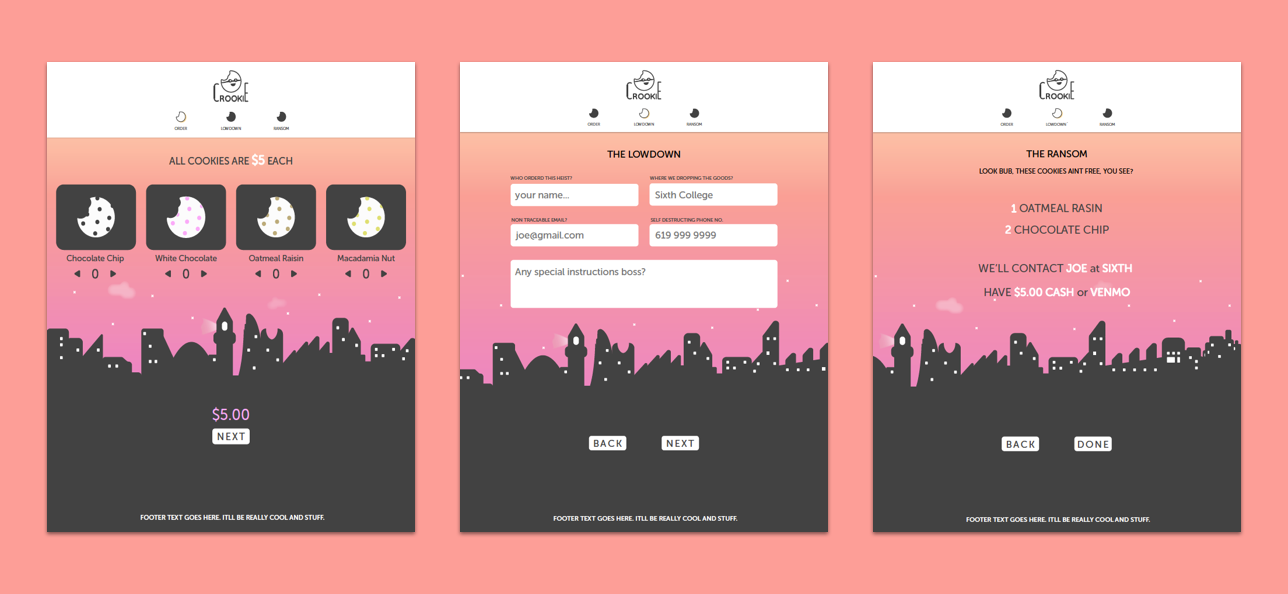 CROOKIE
ORDER LOWDOWN RANSOM
ALL COOKIES ARE $5 EACH
Chocolate Chip White Chocolate Oatmeal Raisin Macadamia Nut
0 0 0 0
$5.00
NEXT
FOOTER TEXT GOES HERE. ITLL BE REALLY COOL AND STUFF.
CROOKIE
ORDER LOWDOWN RANSOM
THE LOWDOWN
WHO ORDERD THIS HEIST? WHERE WE DROPPING THE GOODS?
your name... Sixth College
NON TRACEABLE EMAIL? SELF DESTRUCTING PHONE NO.
joe@gmail.com 619 999 9999
Any special instructions boss?
BACK NEXT
FOOTER TEXT GOES HERE. ITLL BE REALLY COOL AND STUFF.
CROOKIE
ORDER LOWDOWN RANSOM
THE RANSOM
LOOK BUB, THESE COOKIES AINT FREE, YOU SEE?
1 OATMEAL RASIN
2 CHOCOLATE CHIP
WE'LL CONTACT JOE at SIXTH
HAVE $5.00 CASH or VENMO
BACK DONE
FOOTER TEXT GOES HERE. ITLL BE REALLY COOL AND STUFF.